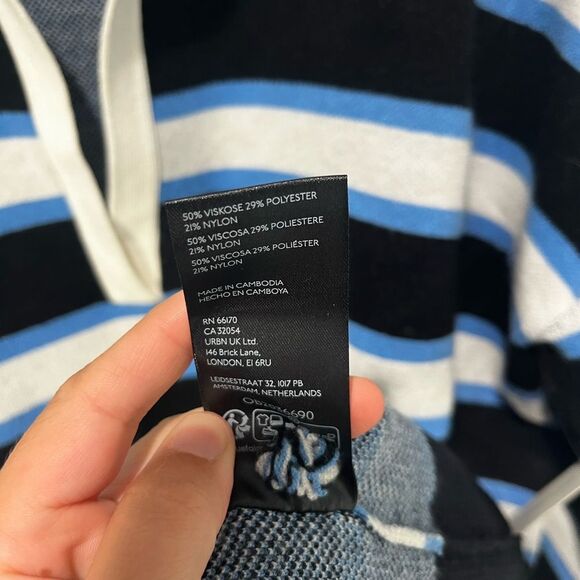 50% VISKOSE 29% POLYESTER
21% NYLON
50% VISCOSA 29% POLIESTERE
21% NYLON
50% VISCOSA 29% POLIÉSTER
21% NYLON
MADE IN CAMBODIA
HECHO EN CAMBOYA
RN 66170
CA 32054
URBN UK Ltd.
146 Brick Lane,
LONDON, E1 6RU
LEIDSESTRAAT 32, 1017 PB
AMSTERDAM, NETHERLANDS